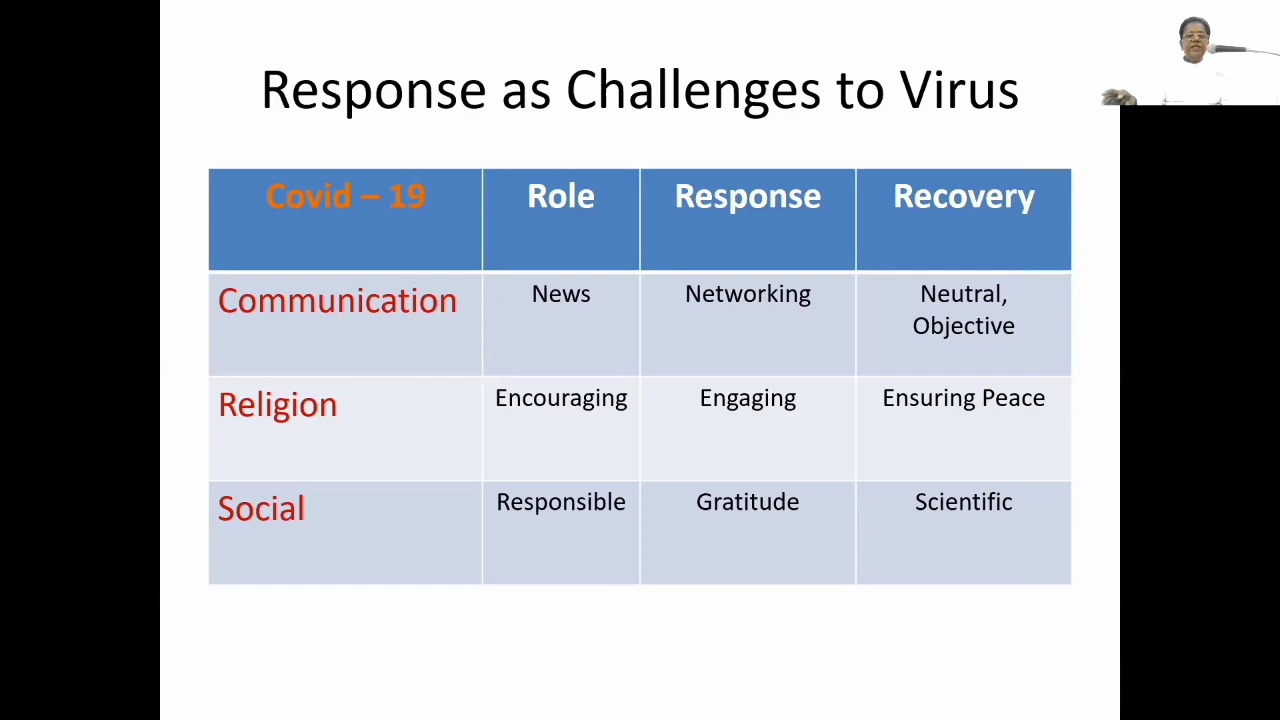 Response as Challenges to Virus
Covid – 19 Role Response Recovery
Communication News Networking Neutral,
Objective
Religion Encouraging Engaging Ensuring Peace
Social Responsible Gratitude Scientific